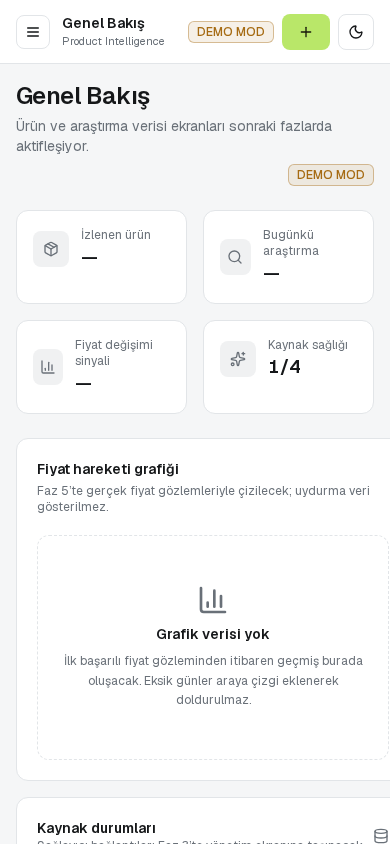 Genel Bakış
Product Intelligence
DEMO MOD
Genel Bakış
Ürün ve araştırma verisi ekranları sonraki fazlarda
aktifleşiyor.
DEMO MOD
İzlenen ürün
—
Bugünkü
araştırma
—
Fiyat değişimi
sinyali
—
Kaynak sağlığı
1/4
Fiyat hareketi grafiği
Faz 5'te gerçek fiyat gözlemleriyle çizilecek; uydurma veri
gösterilmez.
Grafik verisi yok
İlk başarılı fiyat gözleminden itibaren geçmiş burada
oluşacak. Eksik günler araya çizgi eklenerek
doldurulmaz.
Kaynak durumları